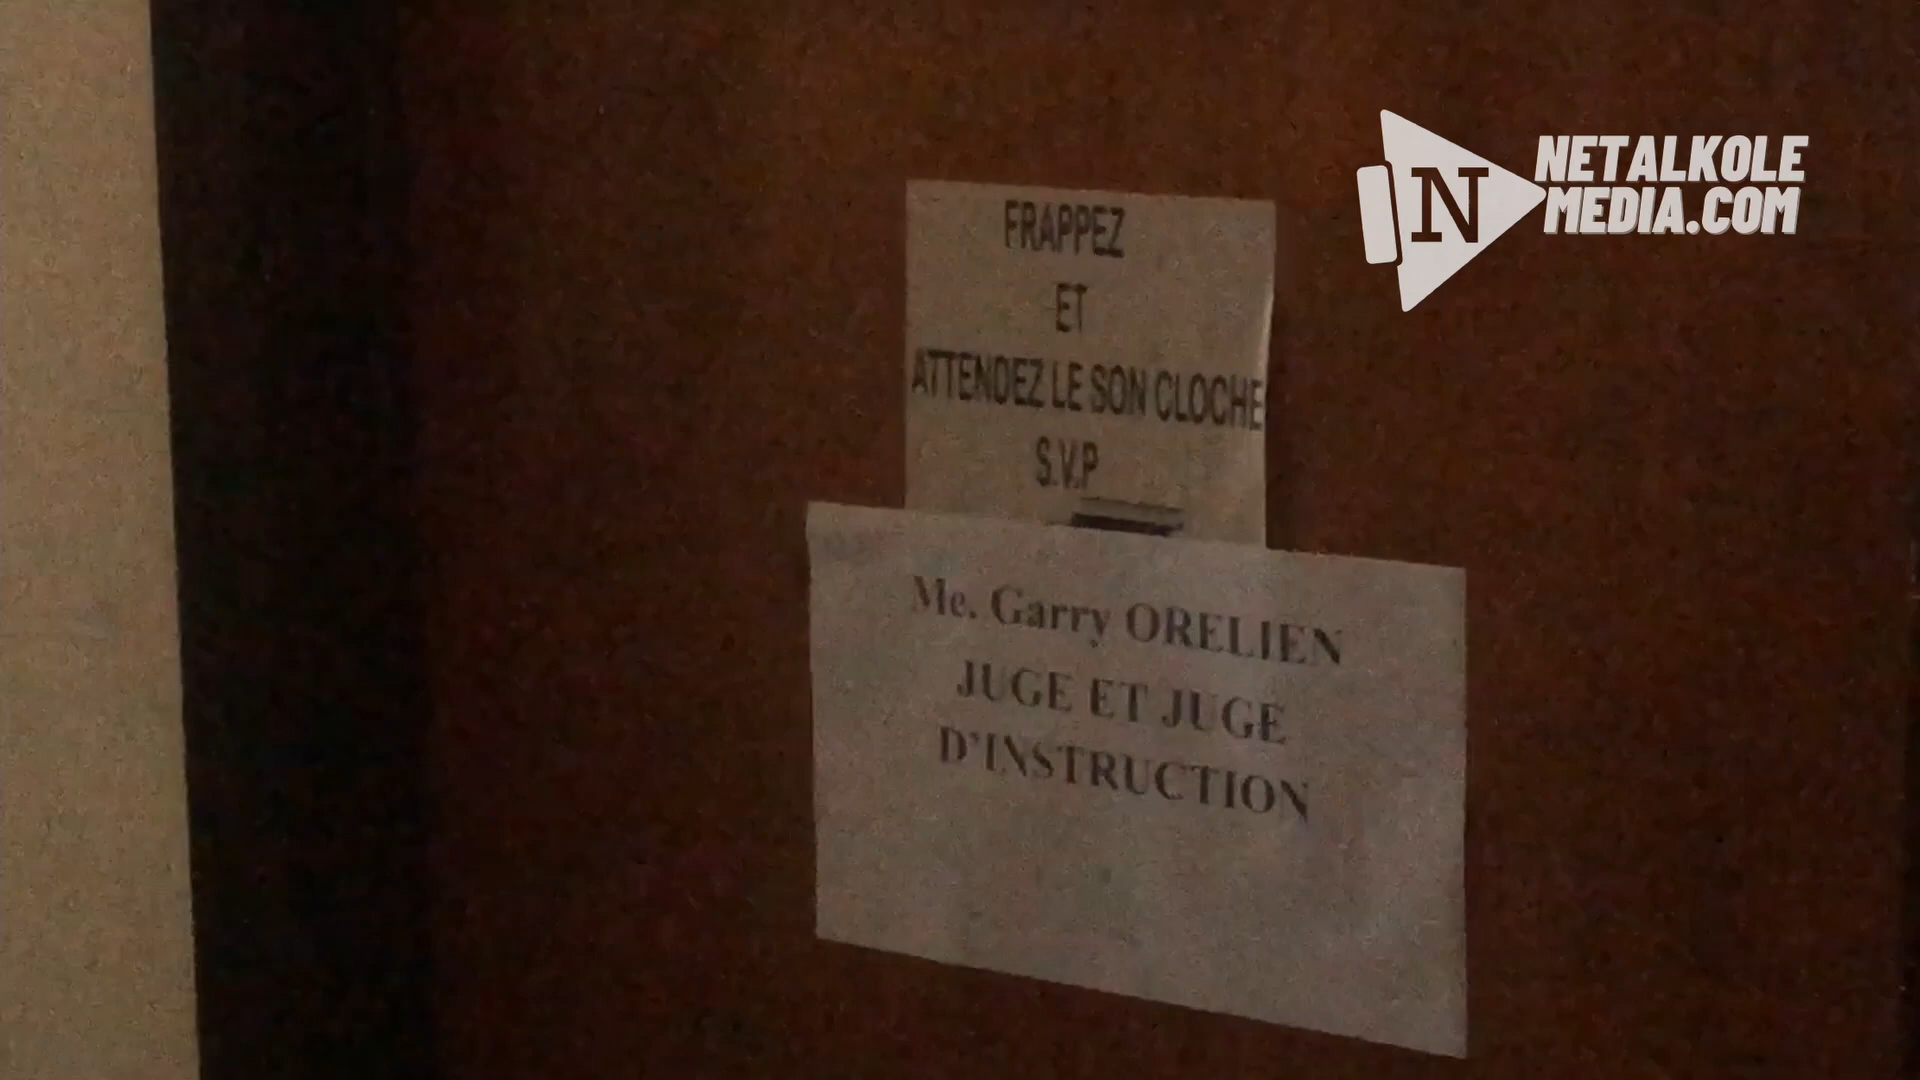 FRAPPEZ
ET
ATTENDEZ LE SON CLOCHE
S.V.P
Me. Garry ORELIEN
JUGE ET JUGE
D'INSTRUCTION
N NETALKOLE
MEDIA.COM